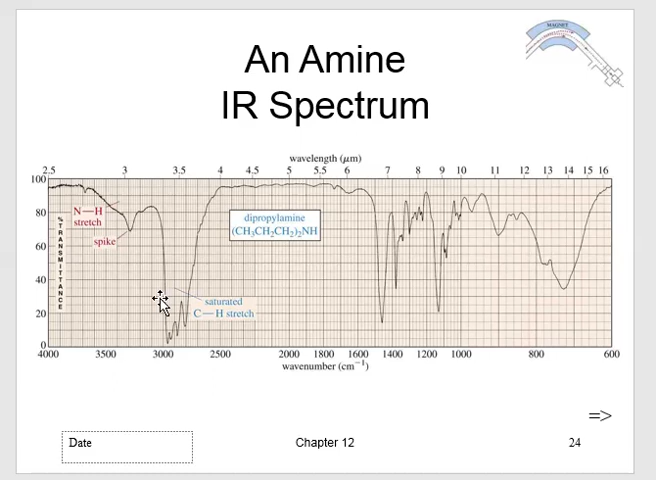 MAGNET
An Amine
IR Spectrum
wavelength (μm)
2.5 3 3.5 4 4.5 5 5.5 6 7 8 9 10 11 12 13 14 15 16
100
80
60
40
20
0
%TRANSMITTANCE
N—H
stretch
spike
dipropylamine
(CH3CH2CH2)2NH
saturated
C—H stretch
4000 3500 3000 2500 2000 1800 1600 1400 1200 1000 800 600
wavenumber (cm−1)
=>
Date
Chapter 12
24